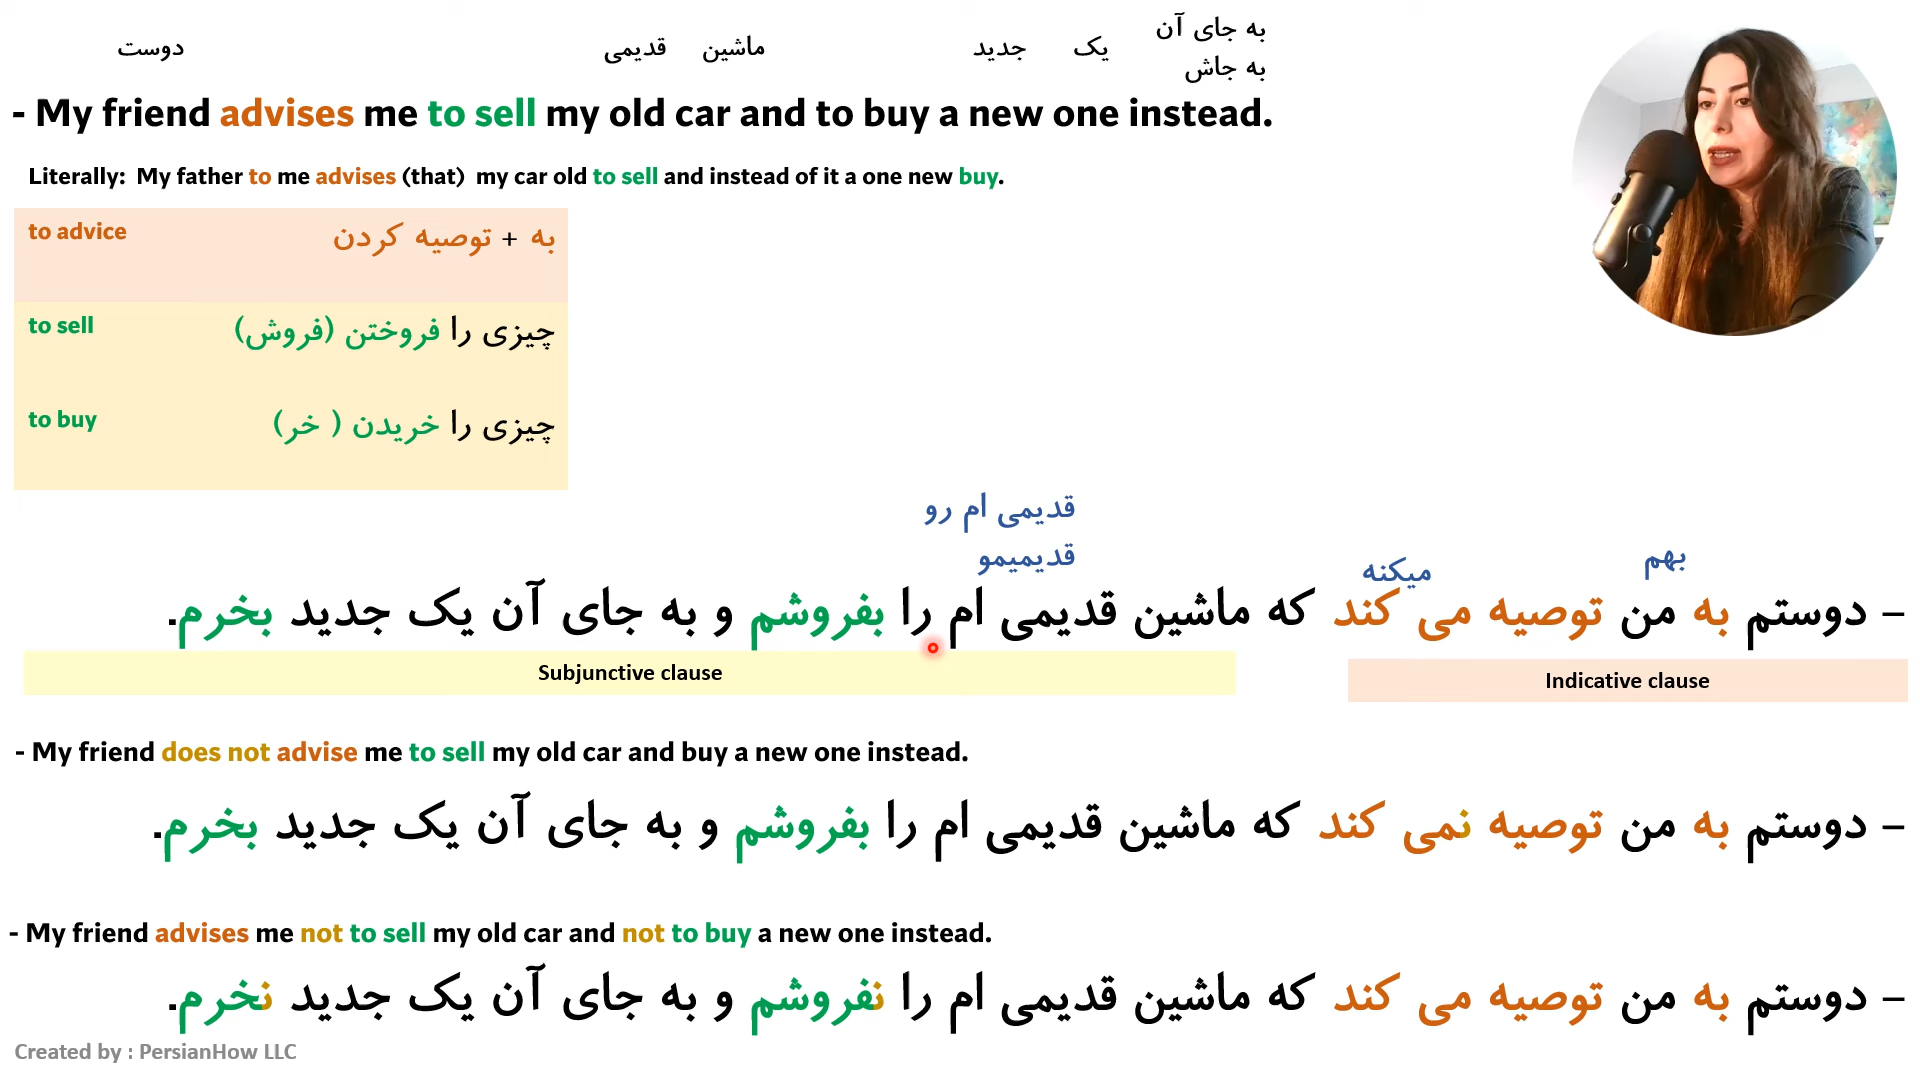 به جای آن
دوست قدیمی ماشین جدید یک
به جاش
- My friend advises me to sell my old car and to buy a new one instead.
Literally: My father to me advises (that) my car old to sell and instead of it a one new buy.
to advice به + توصیه کردن
to sell چیزی را فروختن (فروش)
to buy چیزی را خریدن ( خر)
قدیمی ام رو
قدیمیمو
بهم
میکنه
– دوستم به من توصیه می کند که ماشین قدیمی ام را بفروشم و به جای آن یک جدید بخرم.
Subjunctive clause
Indicative clause
- My friend does not advise me to sell my old car and buy a new one instead.
– دوستم به من توصیه نمی کند که ماشین قدیمی ام را بفروشم و به جای آن یک جدید بخرم.
- My friend advises me not to sell my old car and not to buy a new one instead.
– دوستم به من توصیه می کند که ماشین قدیمی ام را نفروشم و به جای آن یک جدید نخرم.
Created by : PersianHow LLC